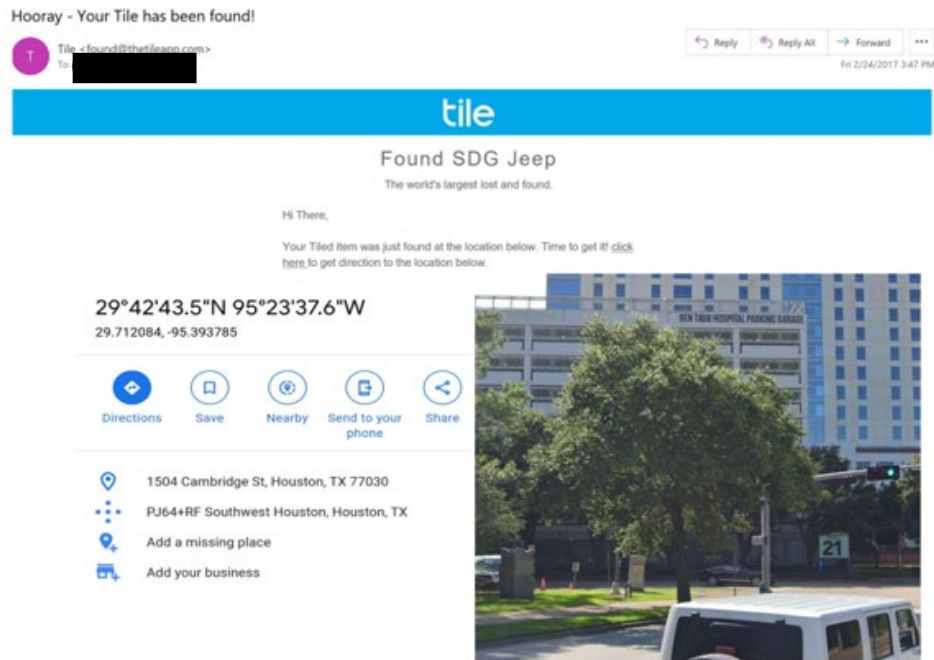 Hooray - Your Tile has been found!
T
Tile <found@thetileapp.com>
To
Reply
Reply All
Forward
Fri 2/24/2017 3:47 PM
tile
Found SDG Jeep
The world's largest lost and found.
Hi There,
Your Tiled item was just found at the location below. Time to get it! click
here to get direction to the location below.
29°42'43.5"N 95°23'37.6"W
29.712084, -95.393785
Directions
Save
Nearby
Send to your
phone
Share
1504 Cambridge St, Houston, TX 77030
PJ64+RF Southwest Houston, Houston, TX
Add a missing place
Add your business
BEN TAUB HOSPITAL PARKING GARAGE
21